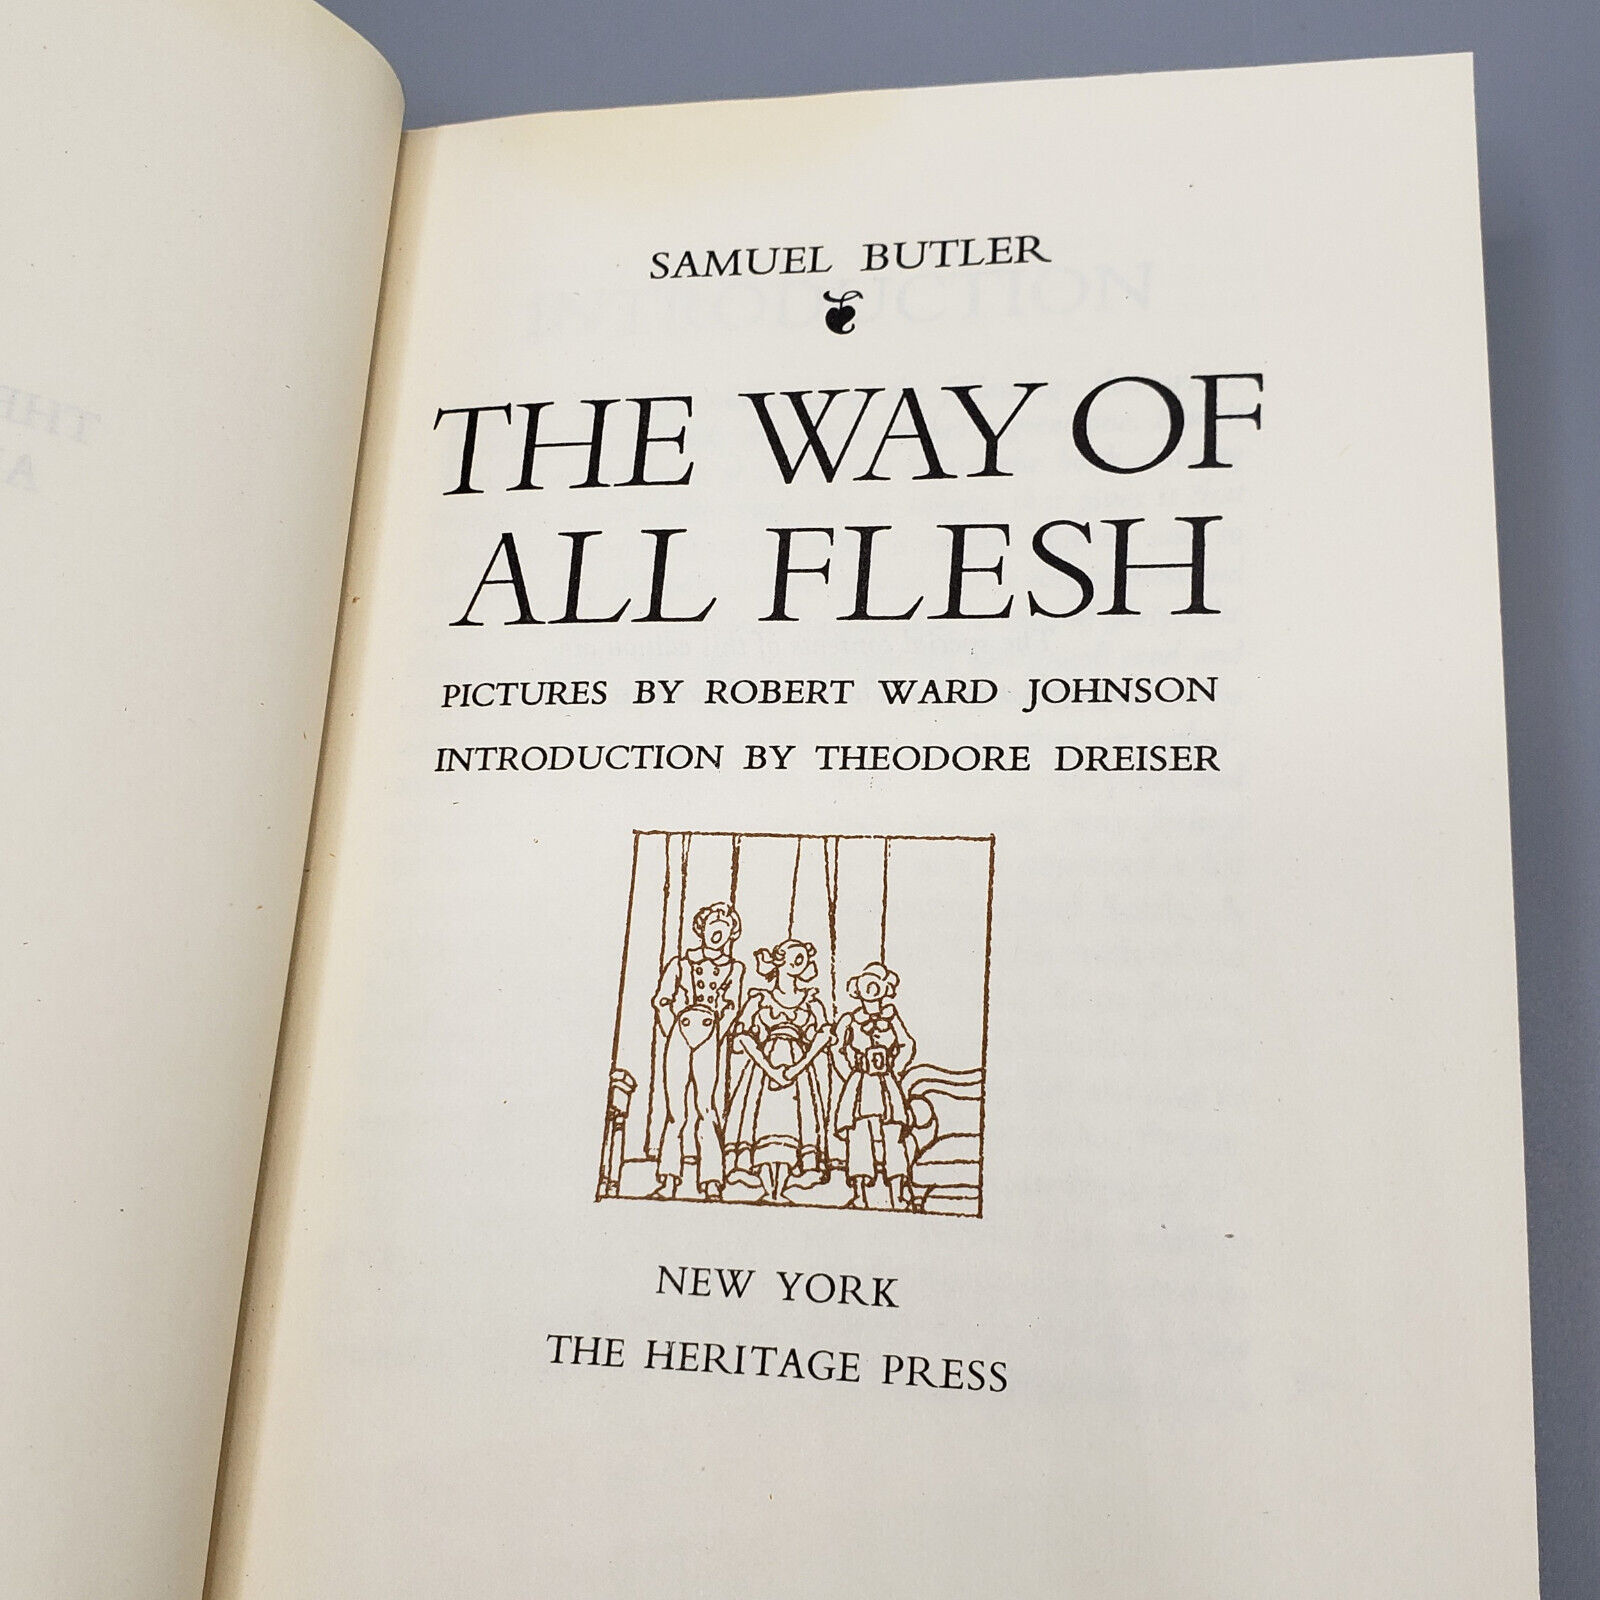 SAMUEL BUTLER
THE WAY OF
ALL FLESH
PICTURES BY ROBERT WARD JOHNSON
INTRODUCTION BY THEODORE DREISER
NEW YORK
THE HERITAGE PRESS